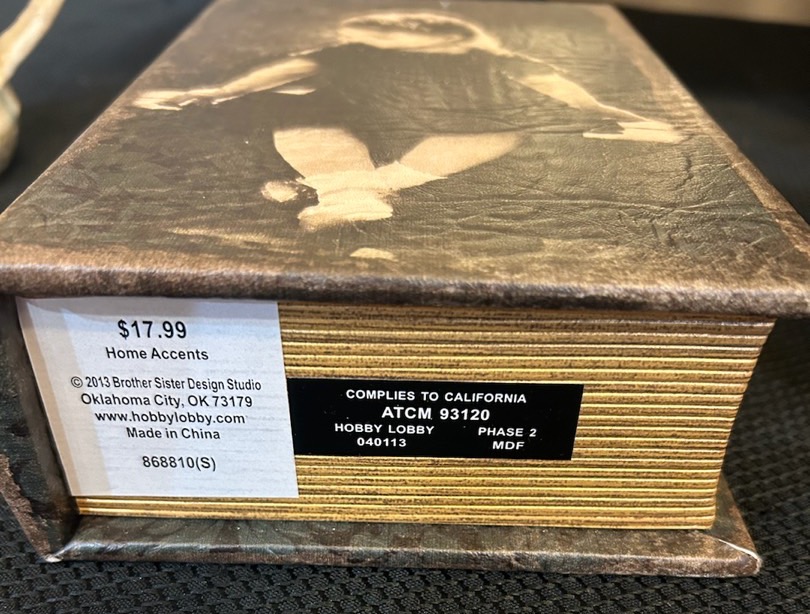 $17.99
Home Accents
© 2013 Brother Sister Design Studio
Oklahoma City, OK 73179
www.hobbylobby.com
Made in China
868810(S)
COMPLIES TO CALIFORNIA
ATCM 93120
HOBBY LOBBY PHASE 2
040113 MDF